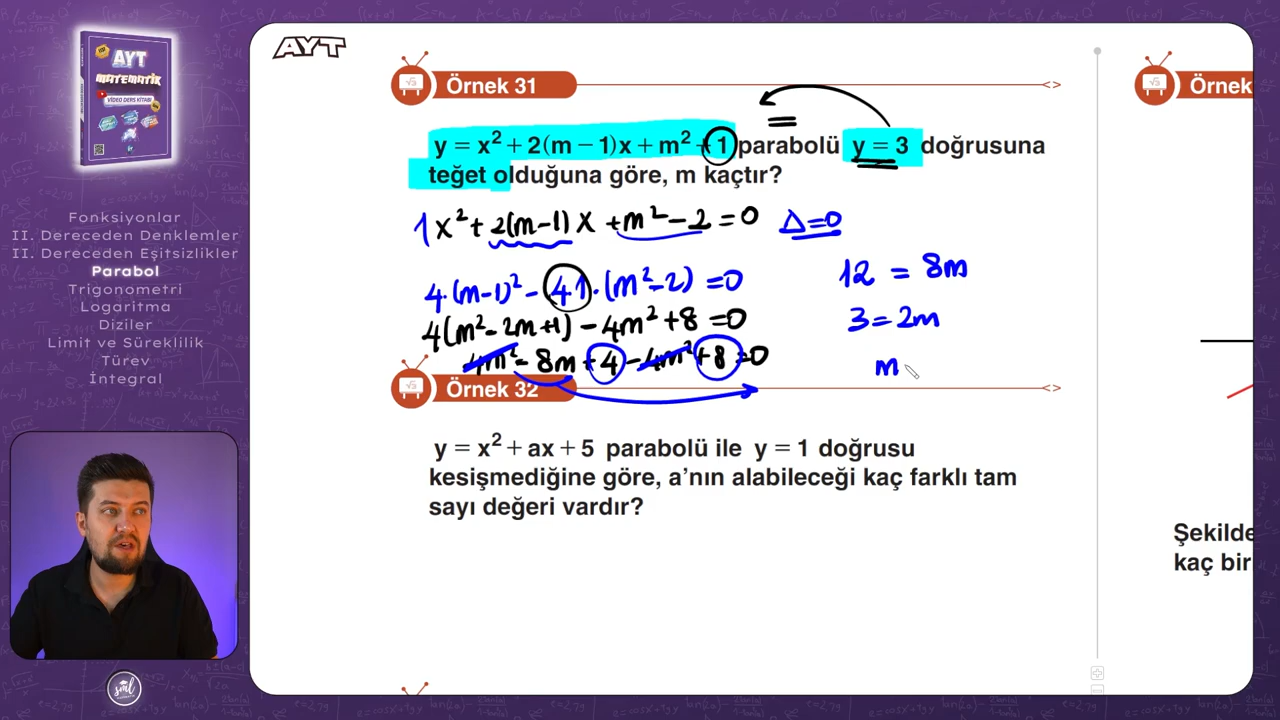 AYT
AYT
MATEMATİK
VİDEO DERS KİTABI
Fonksiyonlar
II. Dereceden Denklemler
II. Dereceden Eşitsizlikler
Parabol
Trigonometri
Logaritma
Diziler
Limit ve Süreklilik
Türev
İntegral
sml
Örnek 31
y = x² + 2(m − 1)x + m² + 1 parabolü y = 3 doğrusuna
teğet olduğuna göre, m kaçtır?
1x² + 2(m−1)x + m² − 2 = 0 Δ=0
4·(m−1)² − 41·(m²−2) = 0
4(m² − 2m + 1) − 4m² + 8 = 0
4m² − 8m + 4 − 4m² + 8 = 0
12 = 8m
3 = 2m
m
Örnek 32
y = x² + ax + 5 parabolü ile y = 1 doğrusu
kesişmediğine göre, a’nın alabileceği kaç farklı tam
sayı değeri vardır?
Örnek
Şekilde
kaç bir